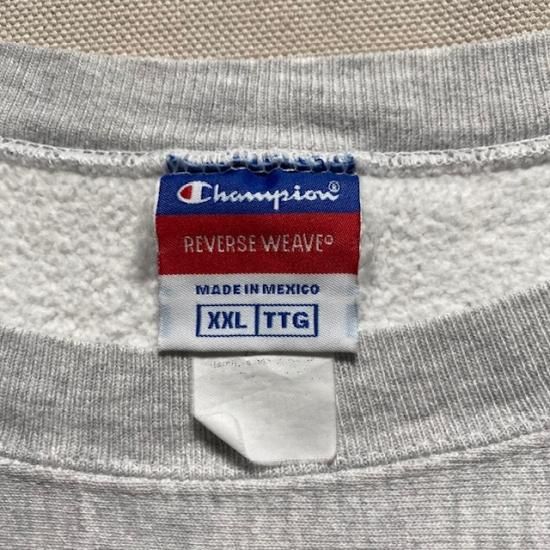 Champion®
REVERSE WEAVE®
MADE IN MEXICO
XXL TTG